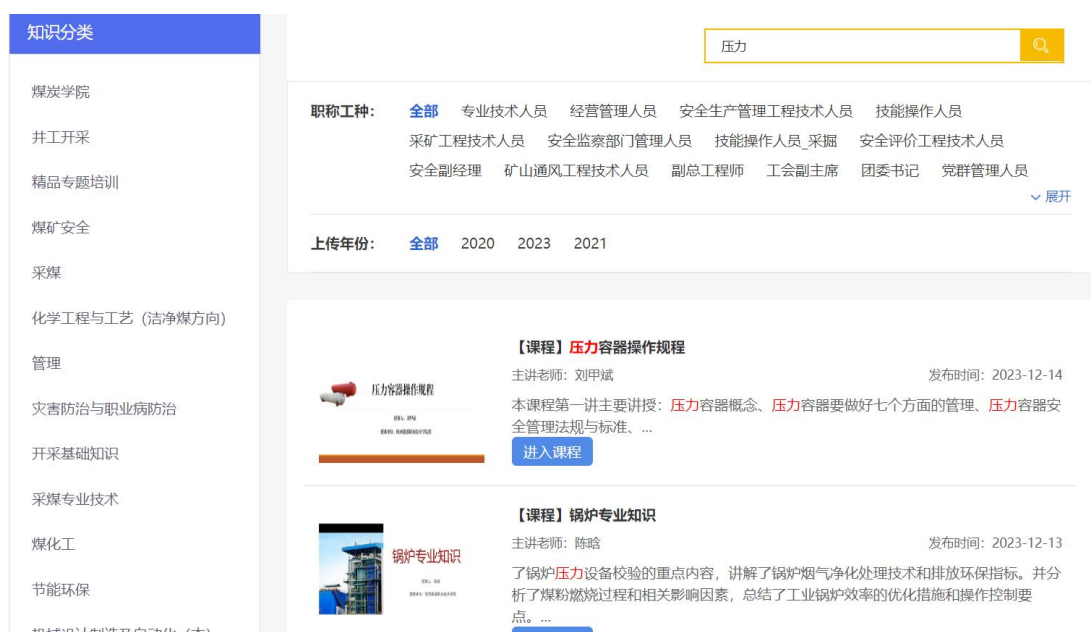 知识分类
煤炭学院
井工开采
精品专题培训
煤矿安全
采煤
化学工程与工艺（洁净煤方向）
管理
灾害防治与职业病防治
开采基础知识
采煤专业技术
煤化工
节能环保
压力
职称工种： 全部 专业技术人员 经营管理人员 安全生产管理工程技术人员 技能操作人员
采矿工程技术人员 安全监察部门管理人员 技能操作人员_采掘 安全评价工程技术人员
安全副经理 矿山通风工程技术人员 副总工程师 工会副主席 团委书记 党群管理人员
展开
上传年份： 全部 2020 2023 2021
压力容器操作规程
【课程】压力容器操作规程
主讲老师：刘甲斌 发布时间：2023-12-14
本课程第一讲主要讲授：压力容器概念、压力容器要做好七个方面的管理、压力容器安
全管理法规与标准、...
进入课程
锅炉专业知识
【课程】锅炉专业知识
主讲老师：陈晗 发布时间：2023-12-13
了锅炉压力设备校验的重点内容，讲解了锅炉烟气净化处理技术和排放环保指标。并分
析了煤粉燃烧过程和相关影响因素，总结了工业锅炉效率的优化措施和操作控制要
点。...